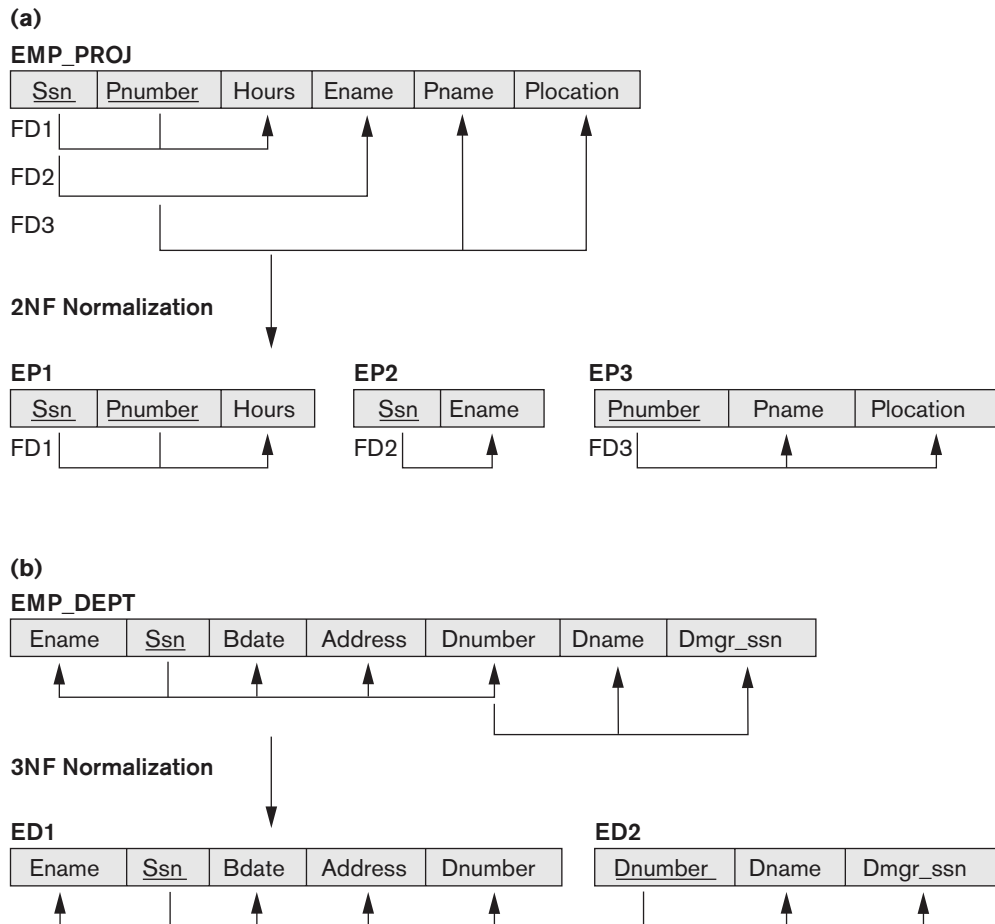 (a)
EMP_PROJ
Ssn Pnumber Hours Ename Pname Plocation
FD1
FD2
FD3
2NF Normalization
EP1 EP2 EP3
Ssn Pnumber Hours Ssn Ename Pnumber Pname Plocation
FD1 FD2 FD3
(b)
EMP_DEPT
Ename Ssn Bdate Address Dnumber Dname Dmgr_ssn
3NF Normalization
ED1 ED2
Ename Ssn Bdate Address Dnumber Dnumber Dname Dmgr_ssn